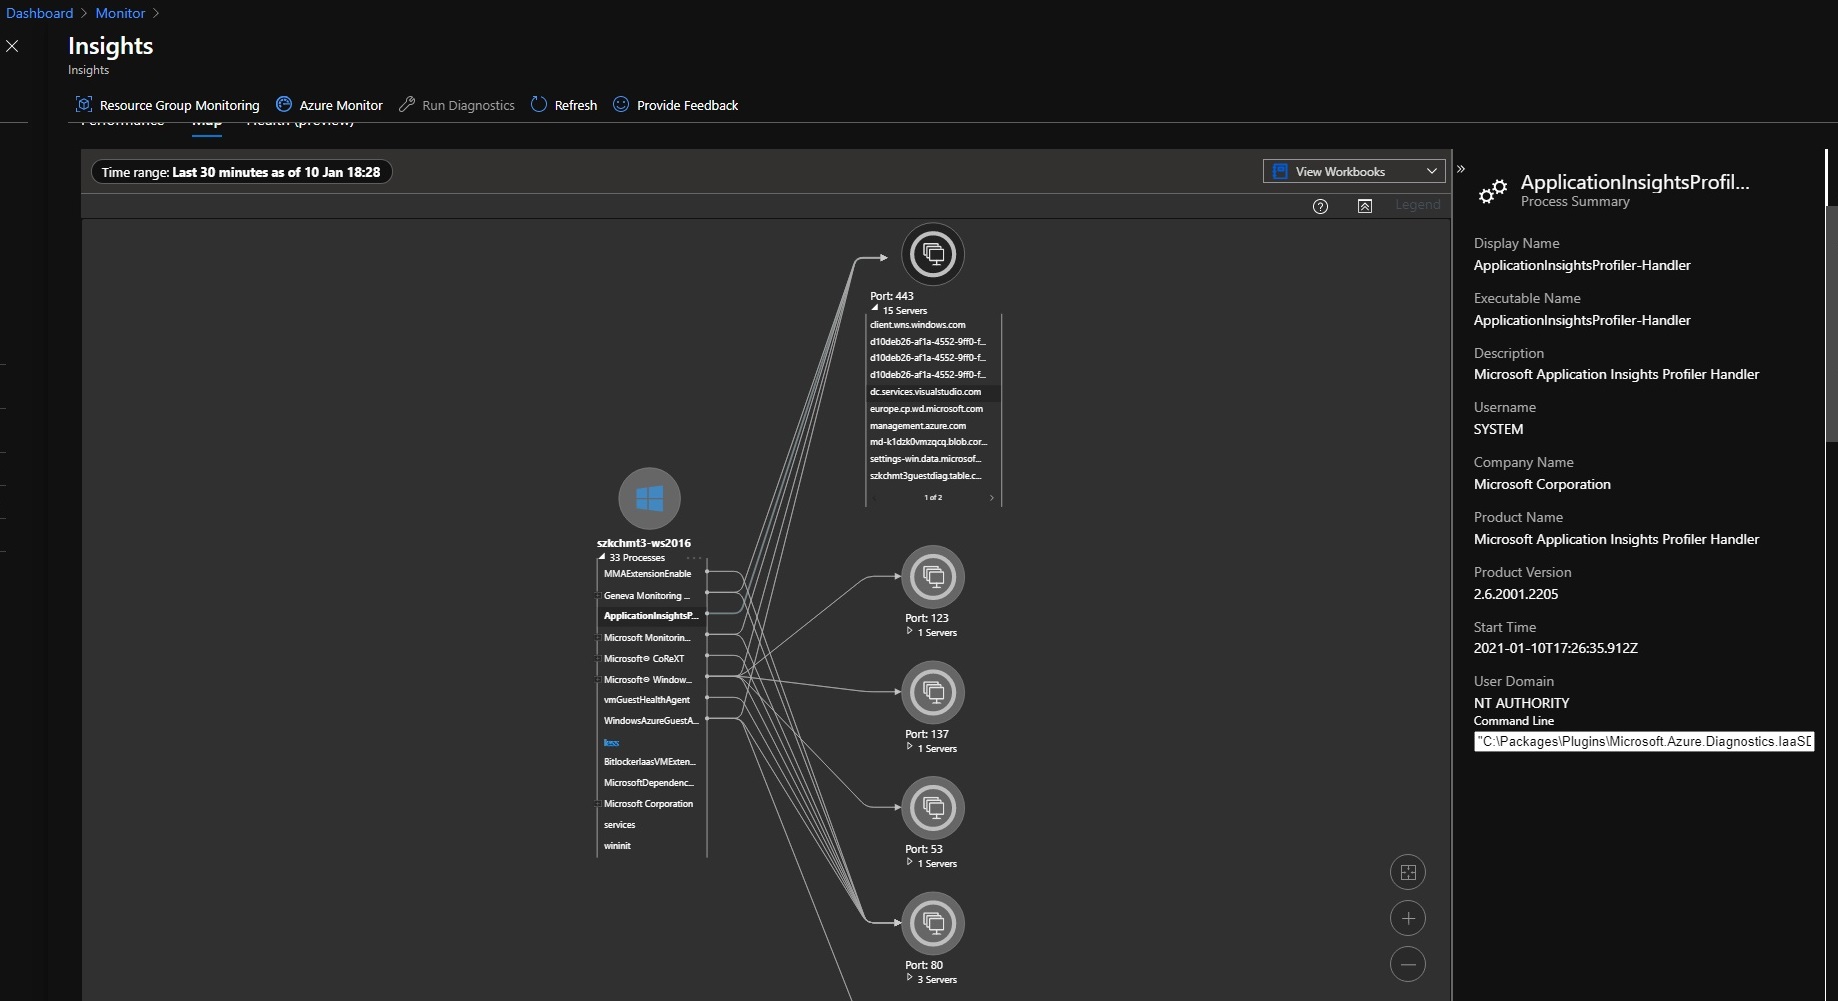 Dashboard > Monitor >
Insights
Insights
Resource Group Monitoring
Azure Monitor
Run Diagnostics
Refresh
Provide Feedback
Performance
Map
Health (preview)
Time range: Last 30 minutes as of 10 Jan 18:28
View Workbooks
Legend
Port: 443
15 Servers
client.wns.windows.com
d10deb26-af1a-4552-9ff0-f...
d10deb26-af1a-4552-9ff0-f...
d10deb26-af1a-4552-9ff0-f...
dc.services.visualstudio.com
europe.cp.wd.microsoft.com
management.azure.com
md-k1dzk0vmzqcq.blob.cor...
settings-win.data.microsof...
szkchmt3guestdiag.table.c...
1 of 2
szkchmt3-ws2016
33 Processes
MMAExtensionEnable
Geneva Monitoring ...
ApplicationInsightsP...
Microsoft Monitorin...
Microsoft® CoReXT
Microsoft® Window...
vmGuestHealthAgent
WindowsAzureGuestA...
less
BitlockerIaasVMExten...
MicrosoftDependenc...
Microsoft Corporation
services
wininit
Port: 123
1 Servers
Port: 137
1 Servers
Port: 53
1 Servers
Port: 80
3 Servers
ApplicationInsightsProfil...
Process Summary
Display Name
ApplicationInsightsProfiler-Handler
Executable Name
ApplicationInsightsProfiler-Handler
Description
Microsoft Application Insights Profiler Handler
Username
SYSTEM
Company Name
Microsoft Corporation
Product Name
Microsoft Application Insights Profiler Handler
Product Version
2.6.2001.2205
Start Time
2021-01-10T17:26:35.912Z
User Domain
NT AUTHORITY
Command Line
"C:\Packages\Plugins\Microsoft.Azure.Diagnostics.IaaSD